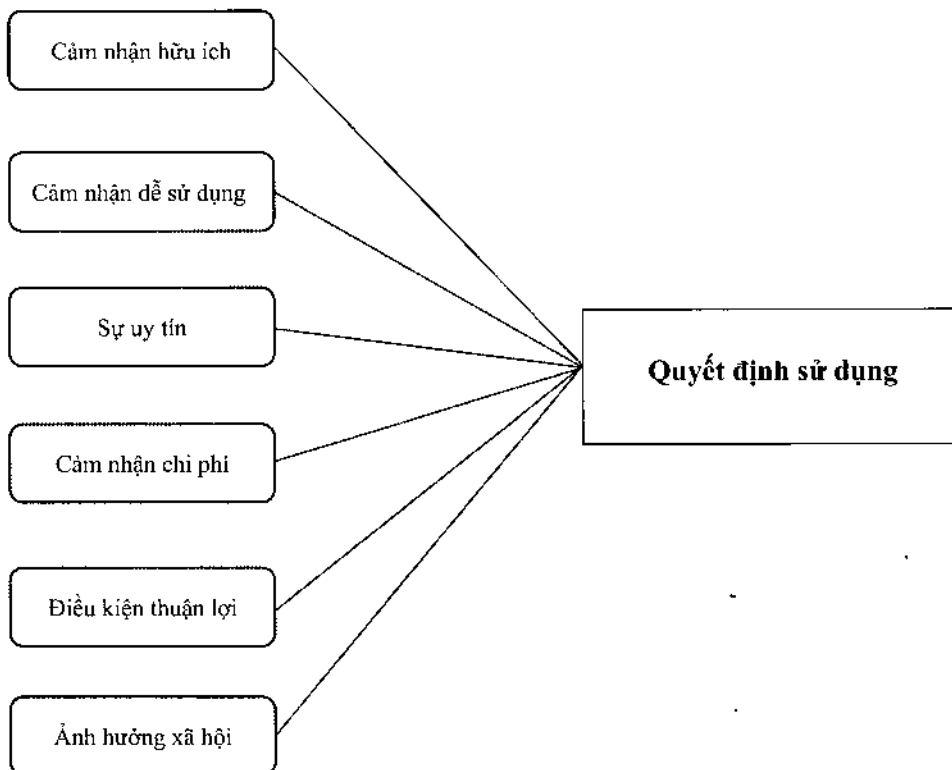 Cảm nhận hữu ích
Cảm nhận dễ sử dụng
Sự uy tín
Quyết định sử dụng
Cảm nhận chi phí
Điều kiện thuận lợi
Ảnh hưởng xã hội